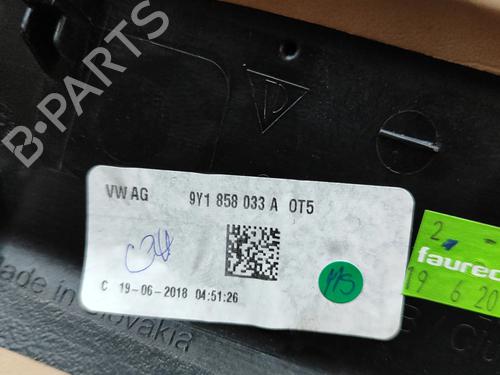 B-PARTS
VW AG 9Y1 858 033 A OT5
C 19-06-2018 04:51:26
Made in Slovakia
2
faurec
19 6 20